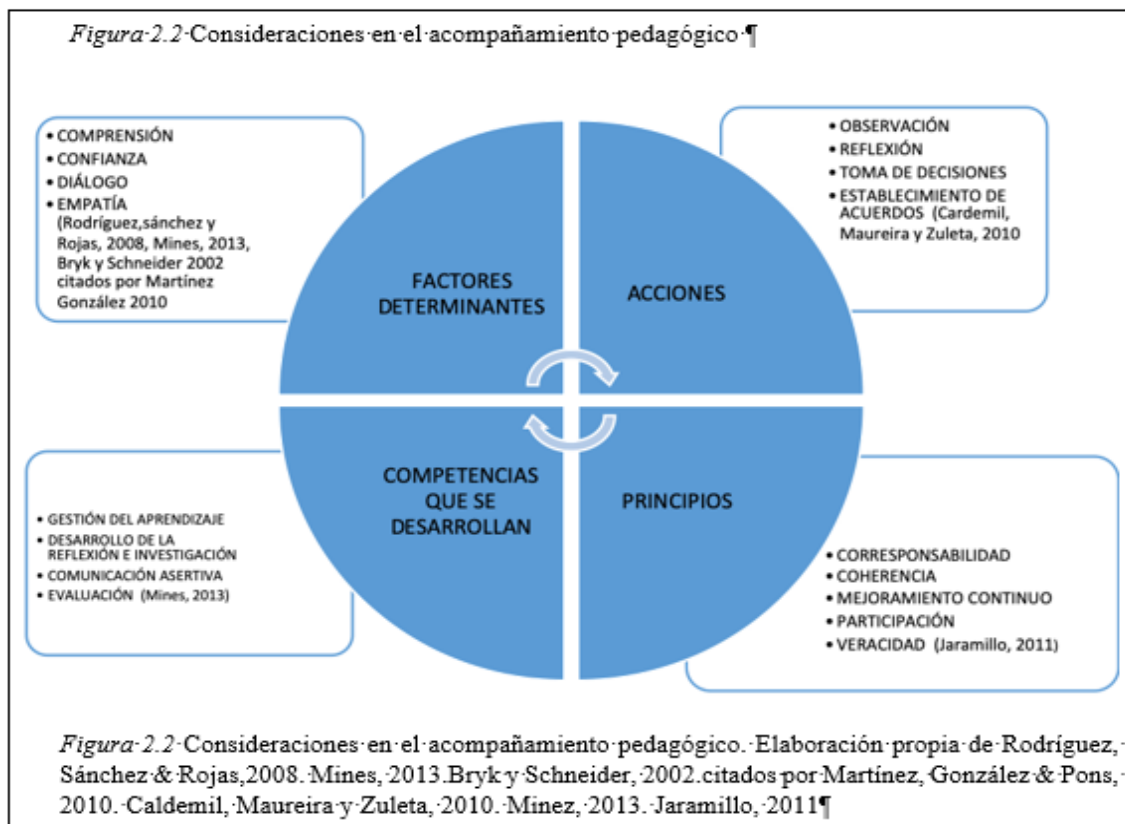 Figura·2.2·Consideraciones·en·el·acompañamiento·pedagógico·¶
• COMPRENSIÓN
• CONFIANZA
• DIÁLOGO
• EMPATÍA
(Rodríguez,sánchez y
Rojas, 2008, Mines, 2013,
Bryk y Schneider 2002
citados por Martínez
González 2010
• OBSERVACIÓN
• REFLEXIÓN
• TOMA DE DECISIONES
• ESTABLECIMIENTO DE
ACUERDOS (Cardemil,
Maureira y Zuleta, 2010
FACTORES
DETERMINANTES
ACCIONES
COMPETENCIAS
QUE SE
DESARROLLAN
PRINCIPIOS
• GESTIÓN DEL APRENDIZAJE
• DESARROLLO DE LA
REFLEXIÓN E INVESTIGACIÓN
• COMUNICACIÓN ASERTIVA
• EVALUACIÓN (Mines, 2013)
• CORRESPONSABILIDAD
• COHERENCIA
• MEJORAMIENTO CONTINUO
• PARTICIPACIÓN
• VERACIDAD (Jaramillo, 2011)
Figura·2.2·Consideraciones·en·el·acompañamiento·pedagógico.·Elaboración·propia·de·Rodríguez,·
Sánchez·&·Rojas,2008.·Mines,·2013.Bryk·y·Schneider,·2002.citados·por·Martínez,·González·&·Pons,·
2010.·Caldemil,·Maureira·y·Zuleta,·2010.·Minez,·2013.·Jaramillo,·2011¶